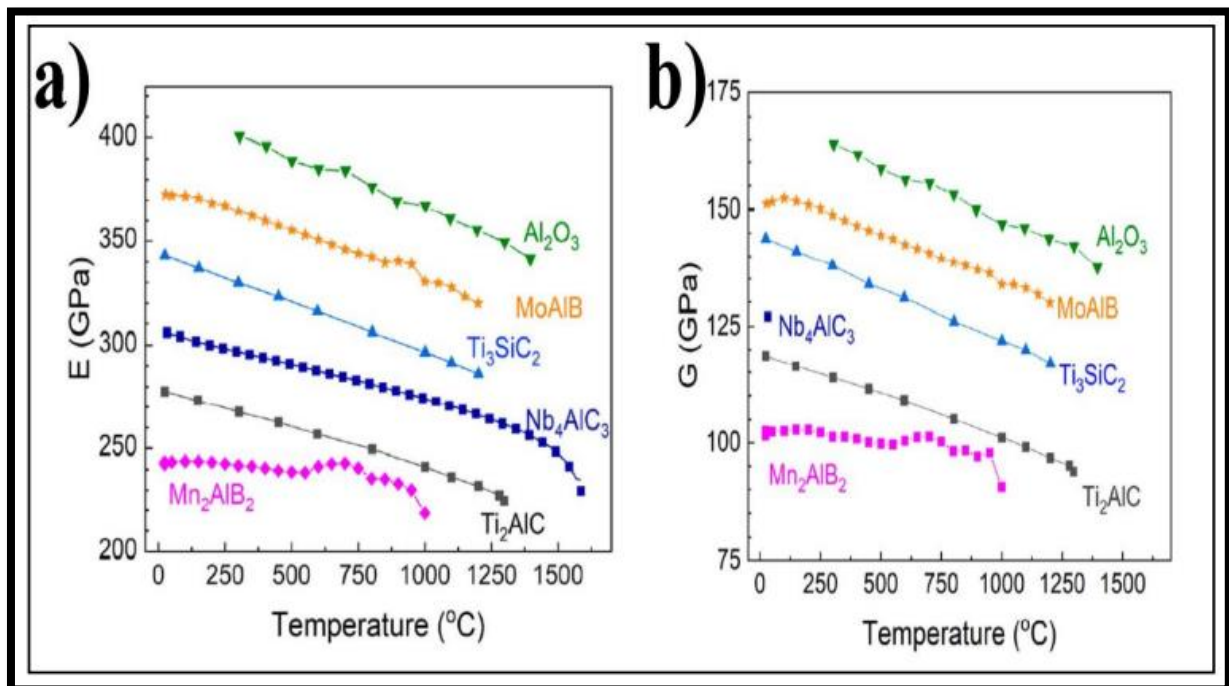 a)
E (GPa)
400
350
300
250
200
Al₂O₃
MoAlB
Ti₃SiC₂
Nb₄AlC₃
Mn₂AlB₂
Ti₂AlC
0 250 500 750 1000 1250 1500
Temperature (°C)
b)
G (GPa)
175
150
125
100
75
Al₂O₃
MoAlB
Nb₄AlC₃
Ti₃SiC₂
Mn₂AlB₂
Ti₂AlC
0 250 500 750 1000 1250 1500
Temperature (°C)